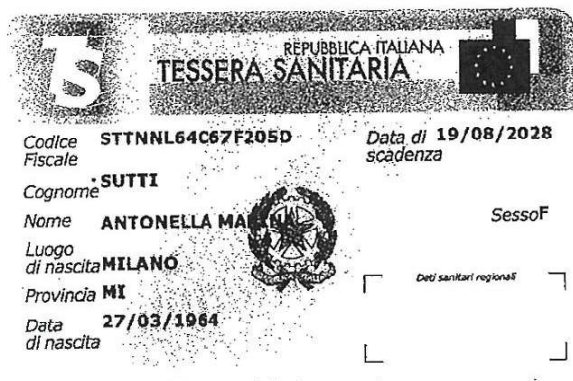 TS
REPUBBLICA ITALIANA
TESSERA SANITARIA
Codice Fiscale STTNNL64C67F205D
Data di scadenza 19/08/2028
Cognome SUTTI
Nome ANTONELLA
Sesso F
Luogo di nascita MILANO
Dati sanitari regionali
Provincia MI
Data di nascita 27/03/1964